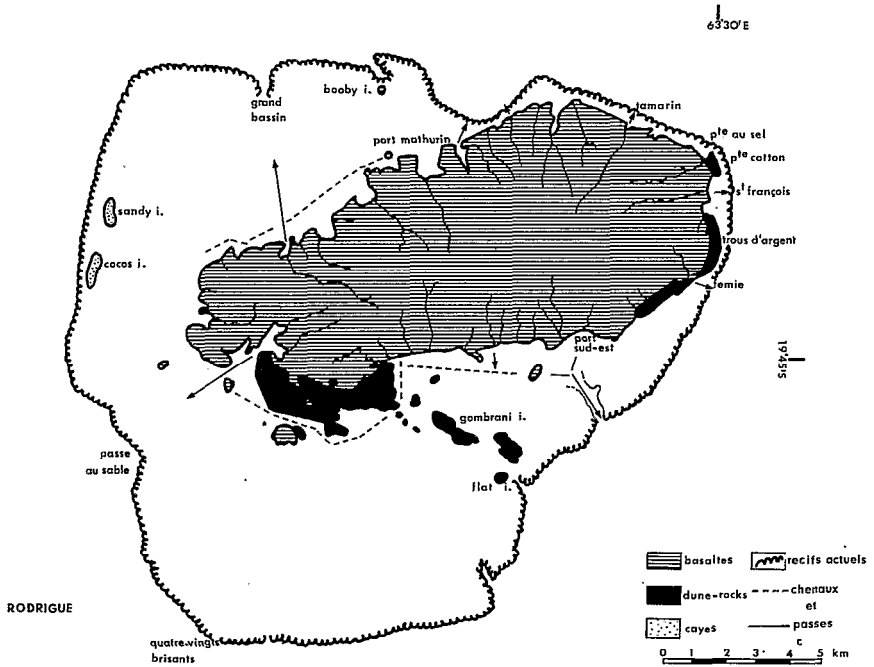 63°30'E
booby i.
grand
bassin
port mathurin
tamarin
pte au sel
pte cotton
st françois
sandy i.
trous d'argent
cocos i.
femie
port
sud-est
19°45'S
gombrani i.
passe
au sable
flat i.
basaltes
recifs actuels
dune-rocks
chenaux
et
RODRIGUE
cayes
passes
c
quatre-vingts
brisants
0 1 2 3 4 5 km